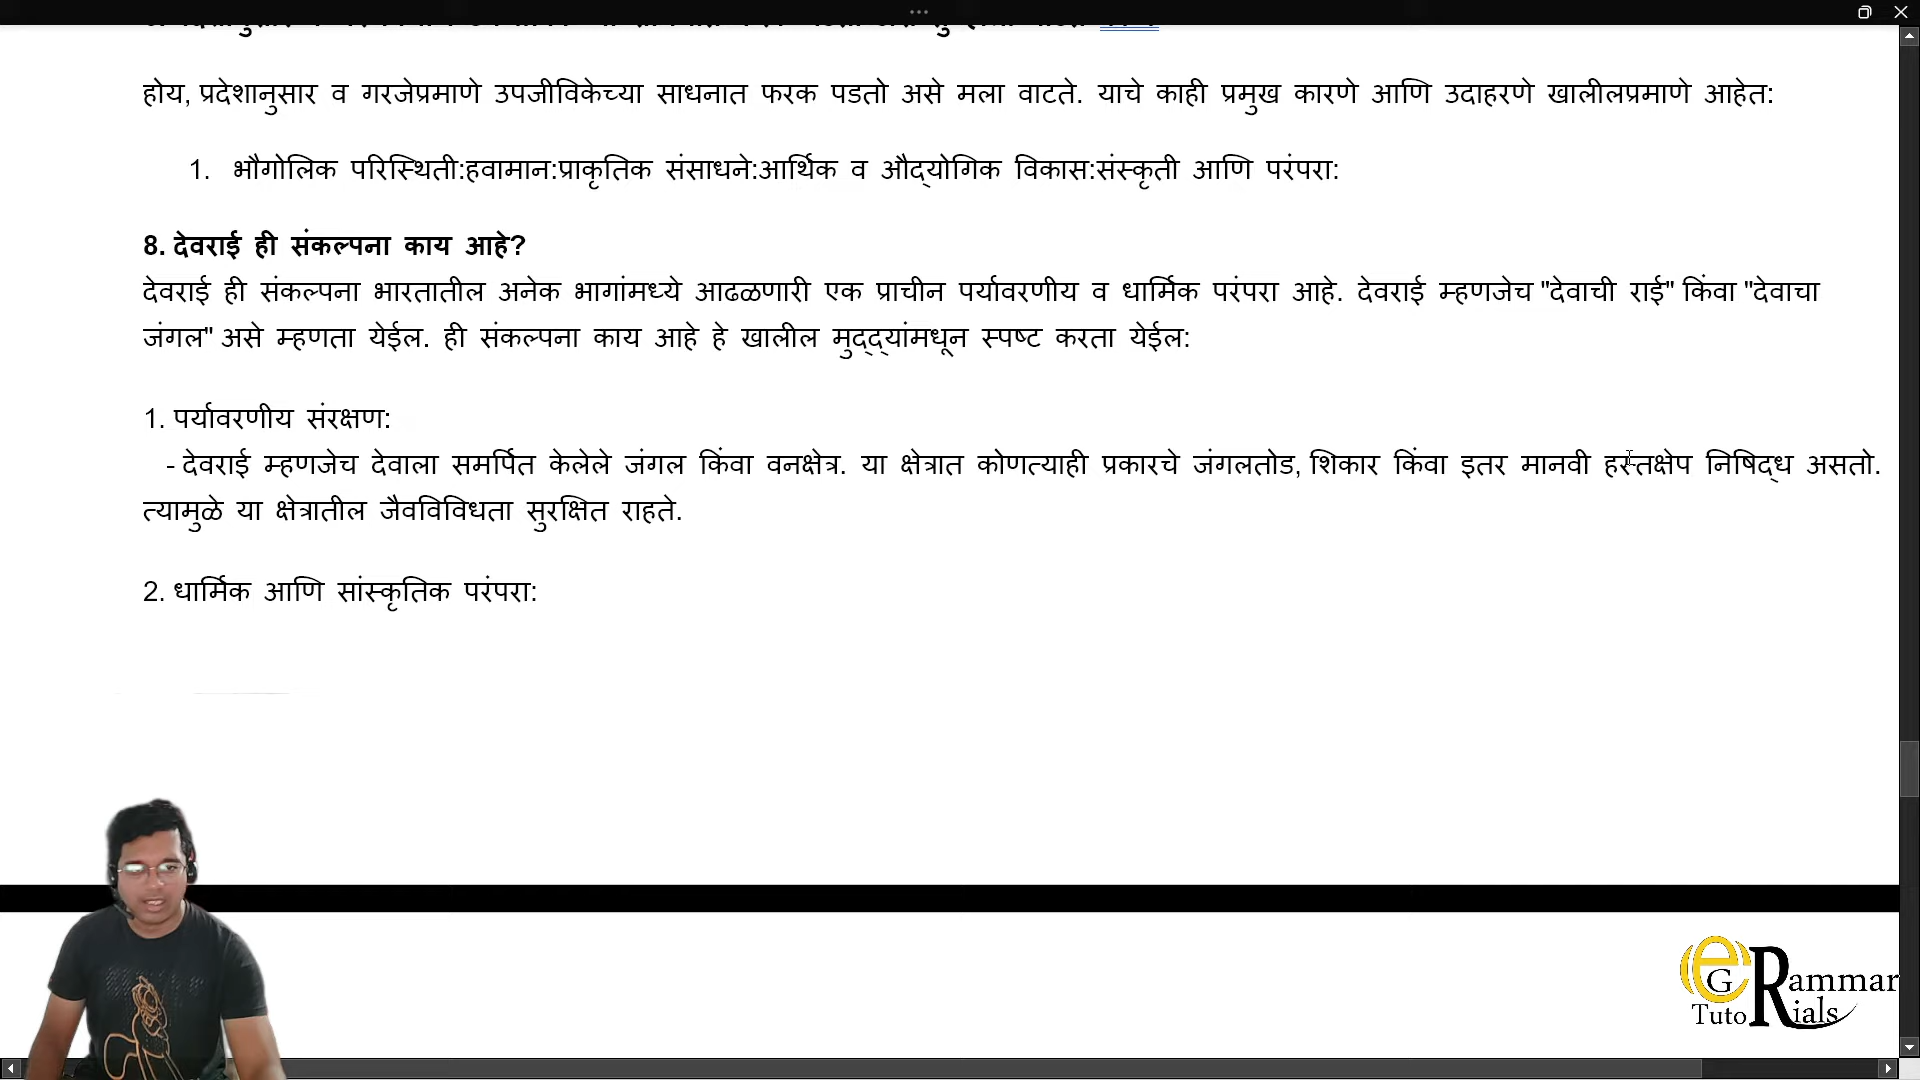 होय, प्रदेशानुसार व गरजेप्रमाणे उपजीविकेच्या साधनात फरक पडतो असे मला वाटते. याचे काही प्रमुख कारणे आणि उदाहरणे खालीलप्रमाणे आहेत:
1. भौगोलिक परिस्थिती:हवामान:प्राकृतिक संसाधने:आर्थिक व औद्योगिक विकास:संस्कृती आणि परंपरा:
8. देवराई ही संकल्पना काय आहे?
देवराई ही संकल्पना भारतातील अनेक भागांमध्ये आढळणारी एक प्राचीन पर्यावरणीय व धार्मिक परंपरा आहे. देवराई म्हणजेच "देवाची राई" किंवा "देवाचा
जंगल" असे म्हणता येईल. ही संकल्पना काय आहे हे खालील मुद्द्यांमधून स्पष्ट करता येईल:
1. पर्यावरणीय संरक्षण:
- देवराई म्हणजेच देवाला समर्पित केलेले जंगल किंवा वनक्षेत्र. या क्षेत्रात कोणत्याही प्रकारचे जंगलतोड, शिकार किंवा इतर मानवी हस्तक्षेप निषिद्ध असतो.
त्यामुळे या क्षेत्रातील जैवविविधता सुरक्षित राहते.
2. धार्मिक आणि सांस्कृतिक परंपरा:
eG Rammar
Tuto Rials